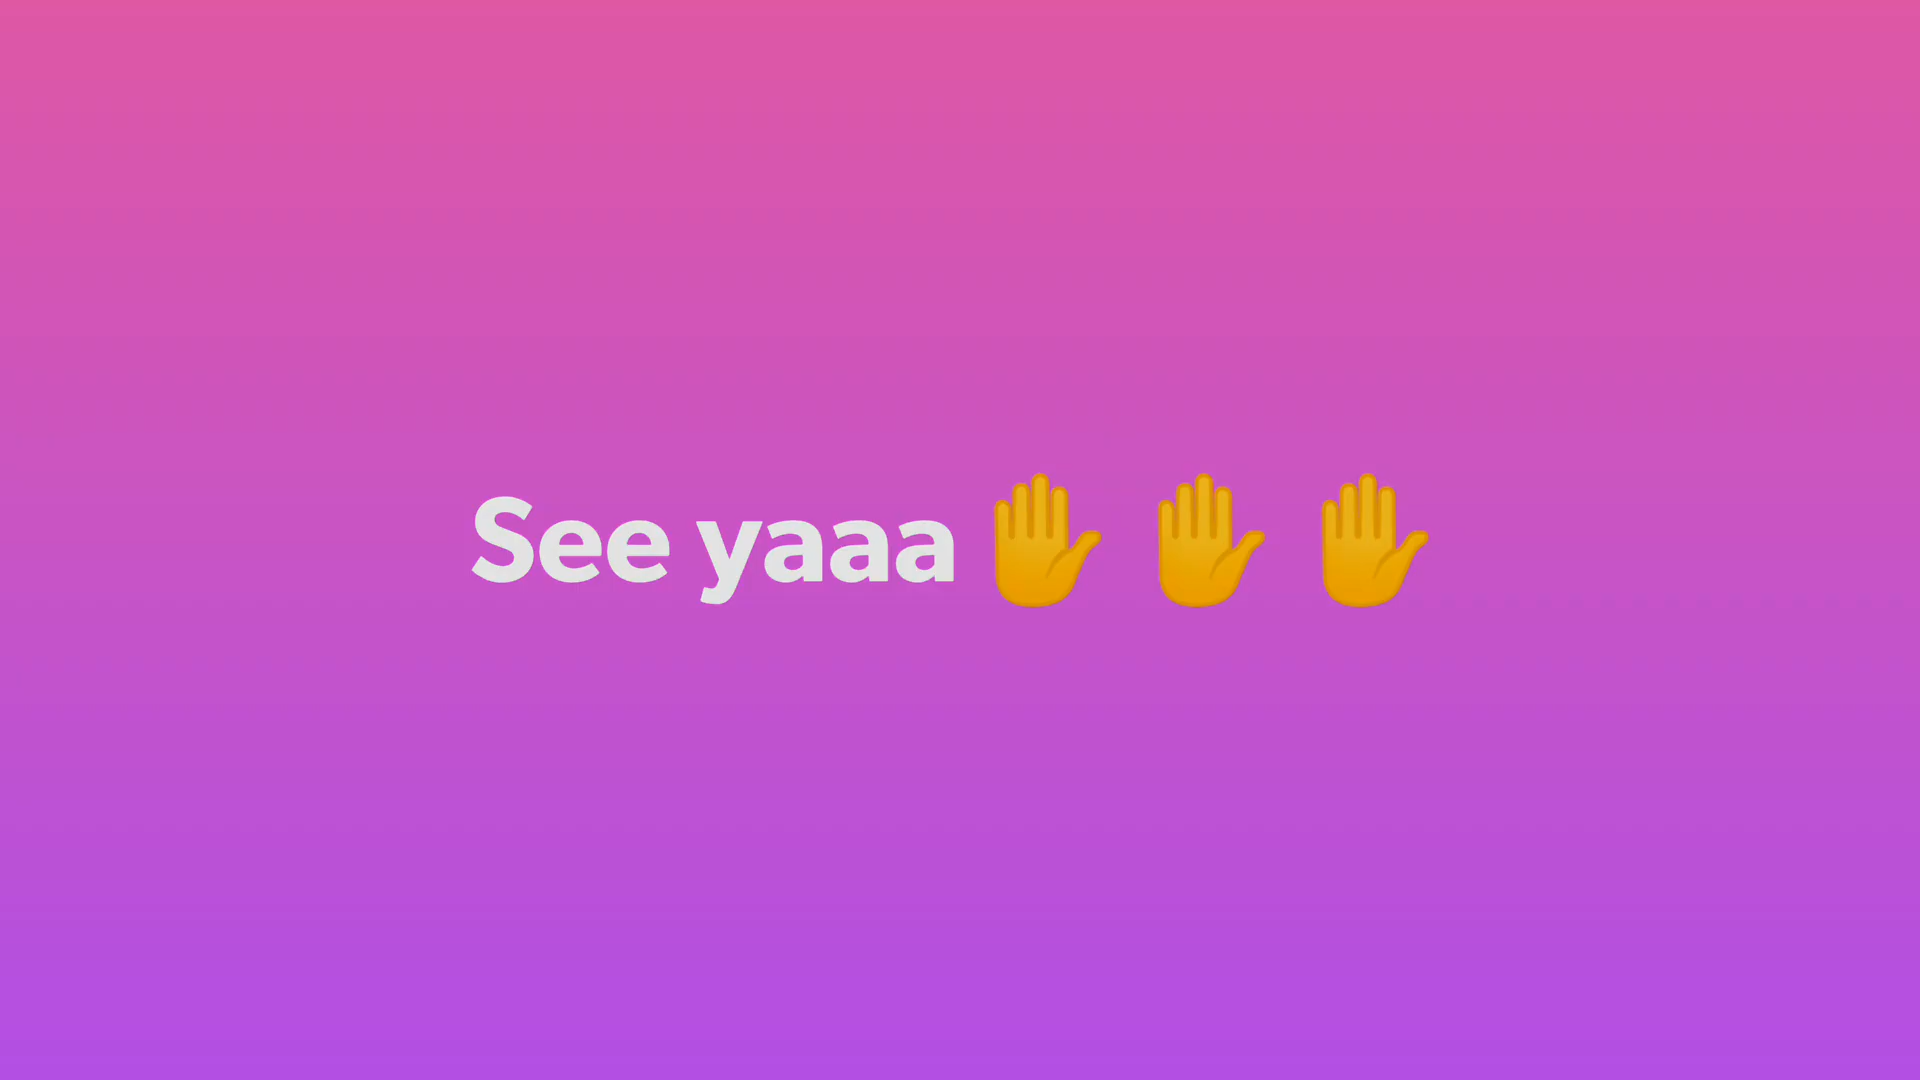 See yaaa ✋ ✋ ✋